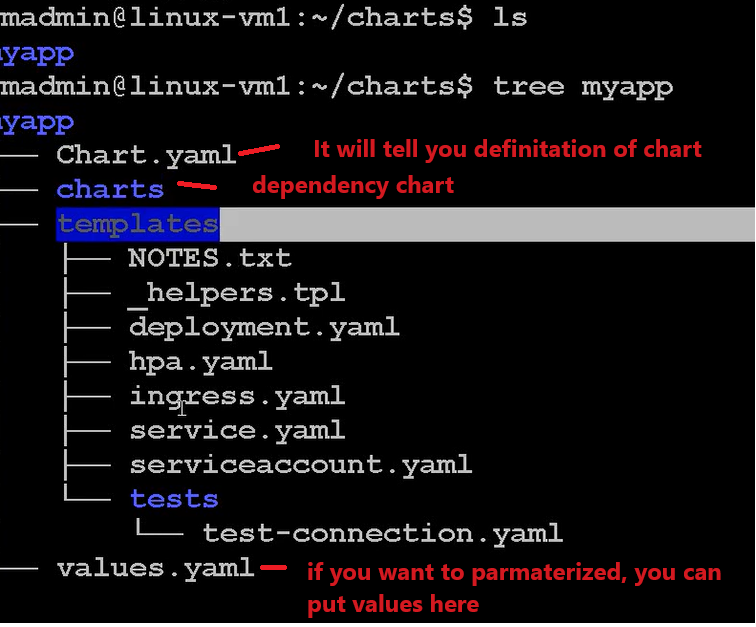 madmin@linux-vm1:~/charts$ ls
myapp
madmin@linux-vm1:~/charts$ tree myapp
myapp
── Chart.yaml It will tell you definitation of chart
── charts dependency chart
── templates
├── NOTES.txt
├── _helpers.tpl
├── deployment.yaml
├── hpa.yaml
├── ingress.yaml
├── service.yaml
├── serviceaccount.yaml
└── tests
└── test-connection.yaml
── values.yaml if you want to parmaterized, you can
put values here